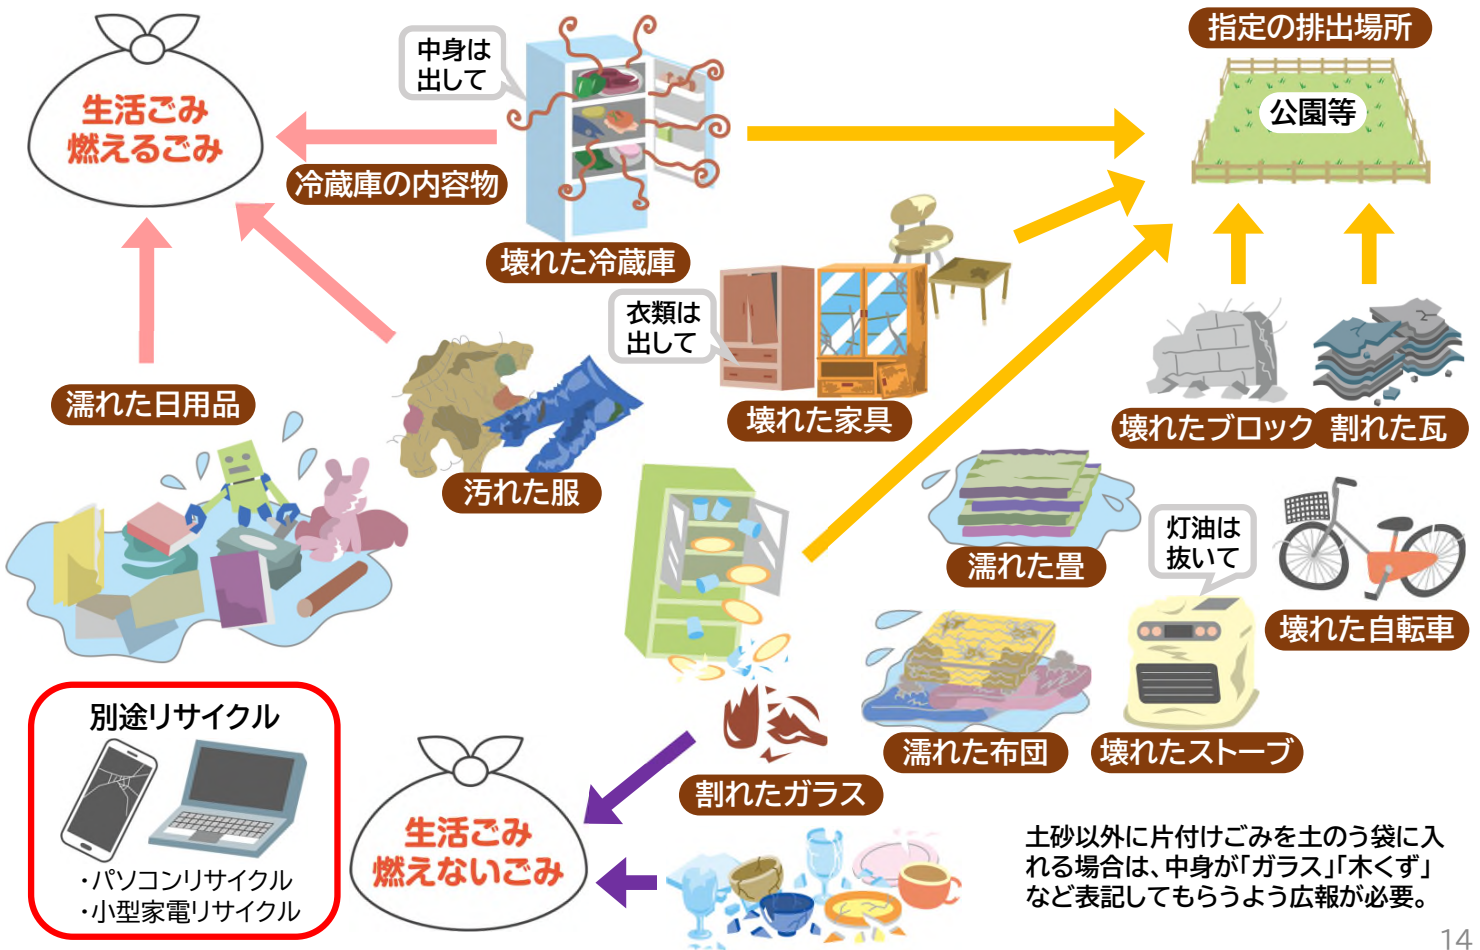 生活ごみ
燃えるごみ
中身は
出して
冷蔵庫の内容物
壊れた冷蔵庫
指定の排出場所
公園等
衣類は
出して
壊れた家具
壊れたブロック
割れた瓦
濡れた日用品
汚れた服
濡れた畳
灯油は
抜いて
壊れた自転車
濡れた布団
壊れたストーブ
割れたガラス
別途リサイクル
・パソコンリサイクル
・小型家電リサイクル
生活ごみ
燃えないごみ
土砂以外に片付けごみを土のう袋に入
れる場合は、中身が「ガラス」「木くず」
など表記してもらうよう広報が必要。
14